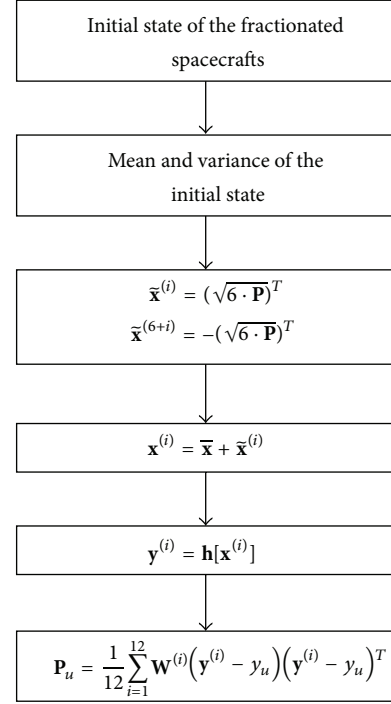 Initial state of the fractionated
spacecrafts
Mean and variance of the
initial state
x̃⁽ⁱ⁾ = (√6 · P)ᵀ
x̃⁽⁶⁺ⁱ⁾ = −(√6 · P)ᵀ
x⁽ⁱ⁾ = x̄ + x̃⁽ⁱ⁾
y⁽ⁱ⁾ = h[x⁽ⁱ⁾]
P_u = 1/12 ∑_{i=1}^{12} W⁽ⁱ⁾(y⁽ⁱ⁾ − y_u)(y⁽ⁱ⁾ − y_u)ᵀ